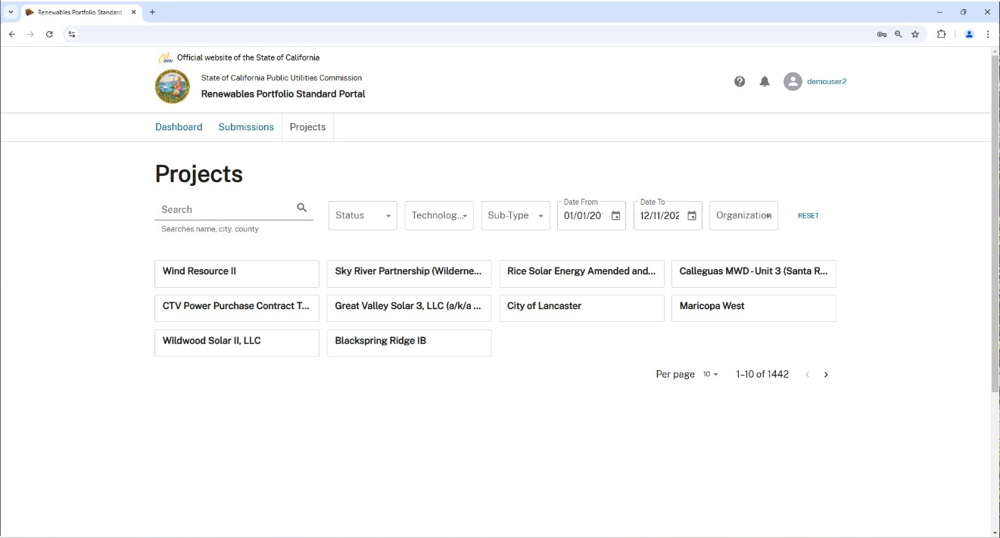 Renewables Portfolio Standard
Official website of the State of California
State of California Public Utilities Commission
Renewables Portfolio Standard Portal
demouser2
Dashboard Submissions Projects
Projects
Search
Searches name, city, county
Status
Technolog...
Sub-Type
Date From
01/01/20
Date To
12/11/202
Organization
RESET
Wind Resource II
Sky River Partnership (Wilderne...
Rice Solar Energy Amended and...
Calleguas MWD - Unit 3 (Santa R...
CTV Power Purchase Contract T...
Great Valley Solar 3, LLC (a/k/a ...
City of Lancaster
Maricopa West
Wildwood Solar II, LLC
Blackspring Ridge IB
Per page 10 1-10 of 1442